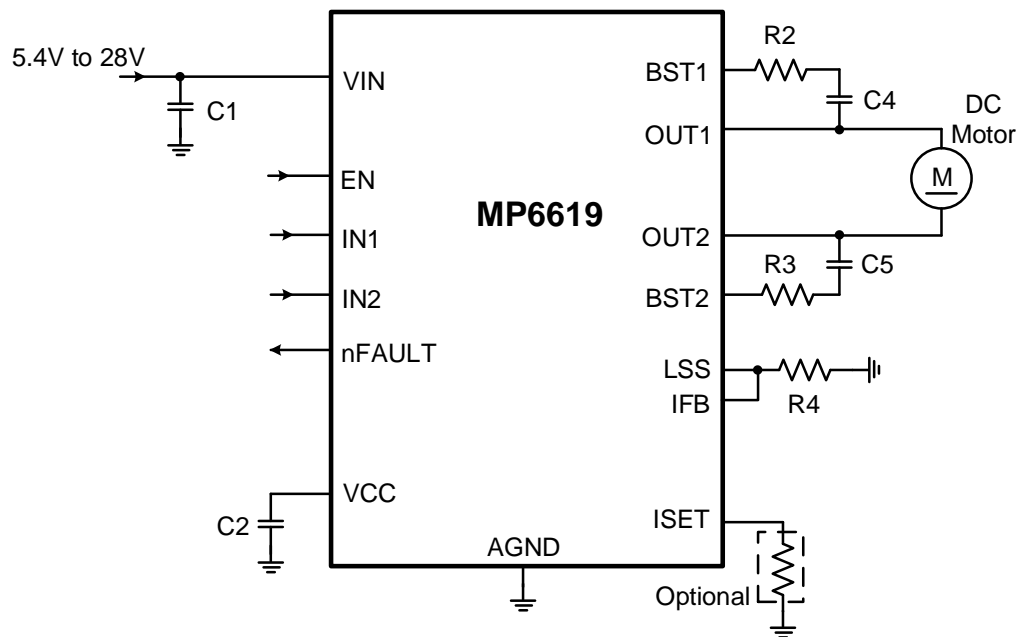 5.4V to 28V
C1
VIN
EN
IN1
IN2
nFAULT
VCC
C2
MP6619
AGND
BST1
R2
C4
OUT1
DC
Motor
M
OUT2
C5
R3
BST2
LSS
IFB
R4
ISET
Optional